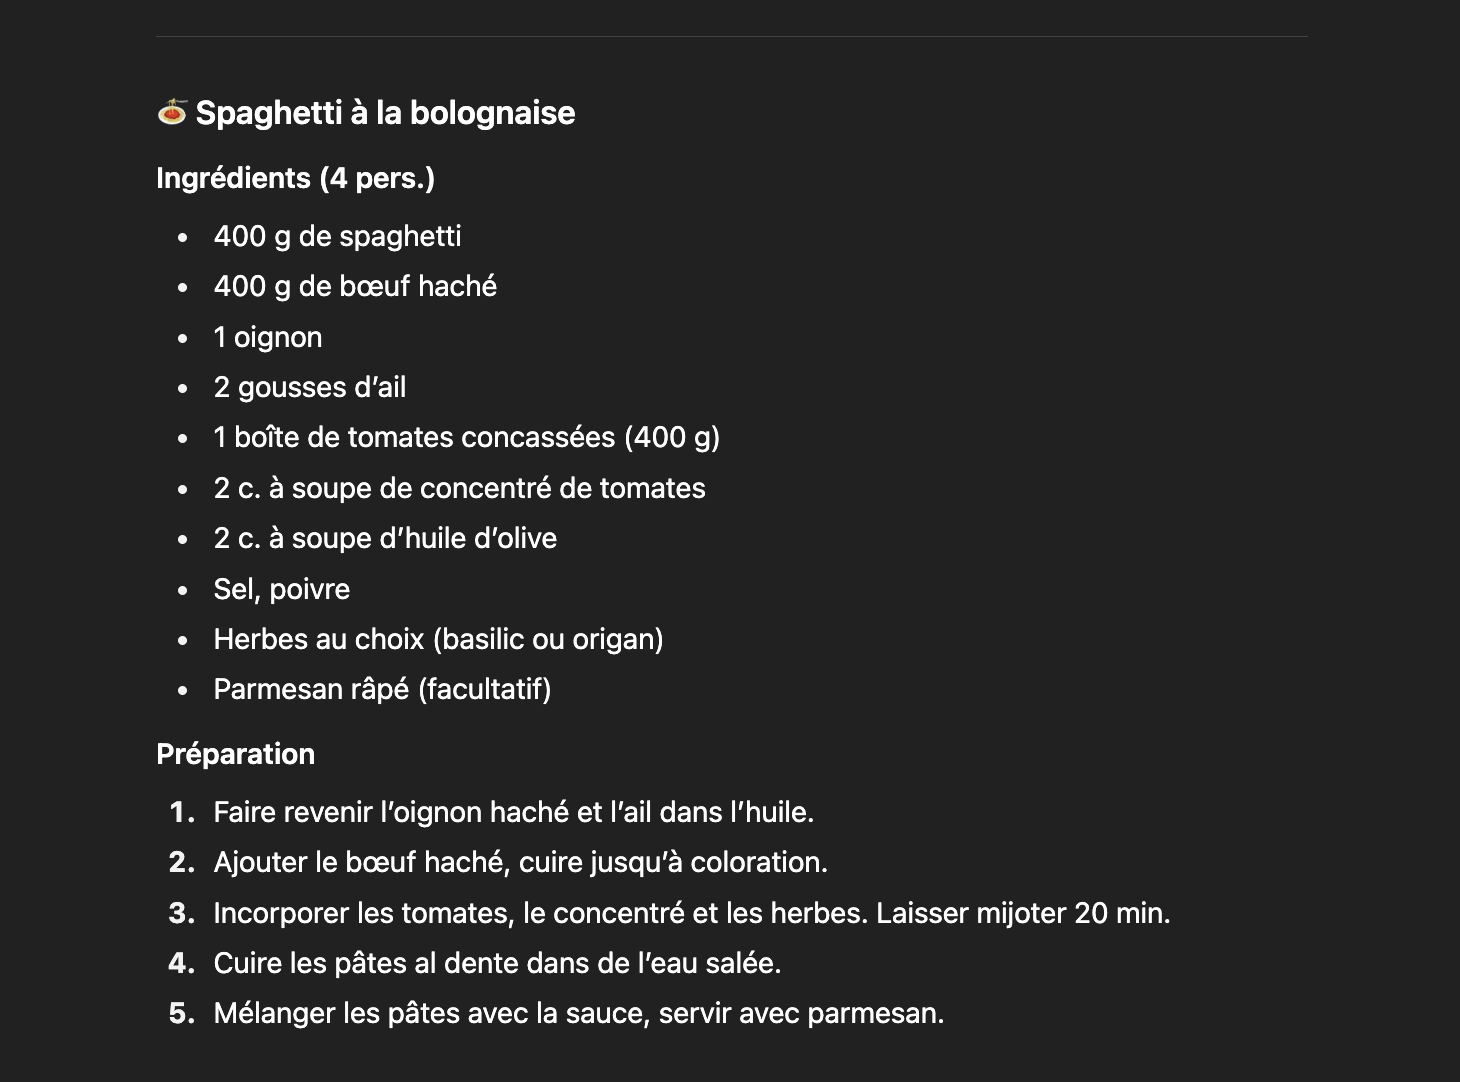 🍝 Spaghetti à la bolognaise
Ingrédients (4 pers.)
• 400 g de spaghetti
• 400 g de bœuf haché
• 1 oignon
• 2 gousses d’ail
• 1 boîte de tomates concassées (400 g)
• 2 c. à soupe de concentré de tomates
• 2 c. à soupe d’huile d’olive
• Sel, poivre
• Herbes au choix (basilic ou origan)
• Parmesan râpé (facultatif)
Préparation
1. Faire revenir l’oignon haché et l’ail dans l’huile.
2. Ajouter le bœuf haché, cuire jusqu’à coloration.
3. Incorporer les tomates, le concentré et les herbes. Laisser mijoter 20 min.
4. Cuire les pâtes al dente dans de l’eau salée.
5. Mélanger les pâtes avec la sauce, servir avec parmesan.